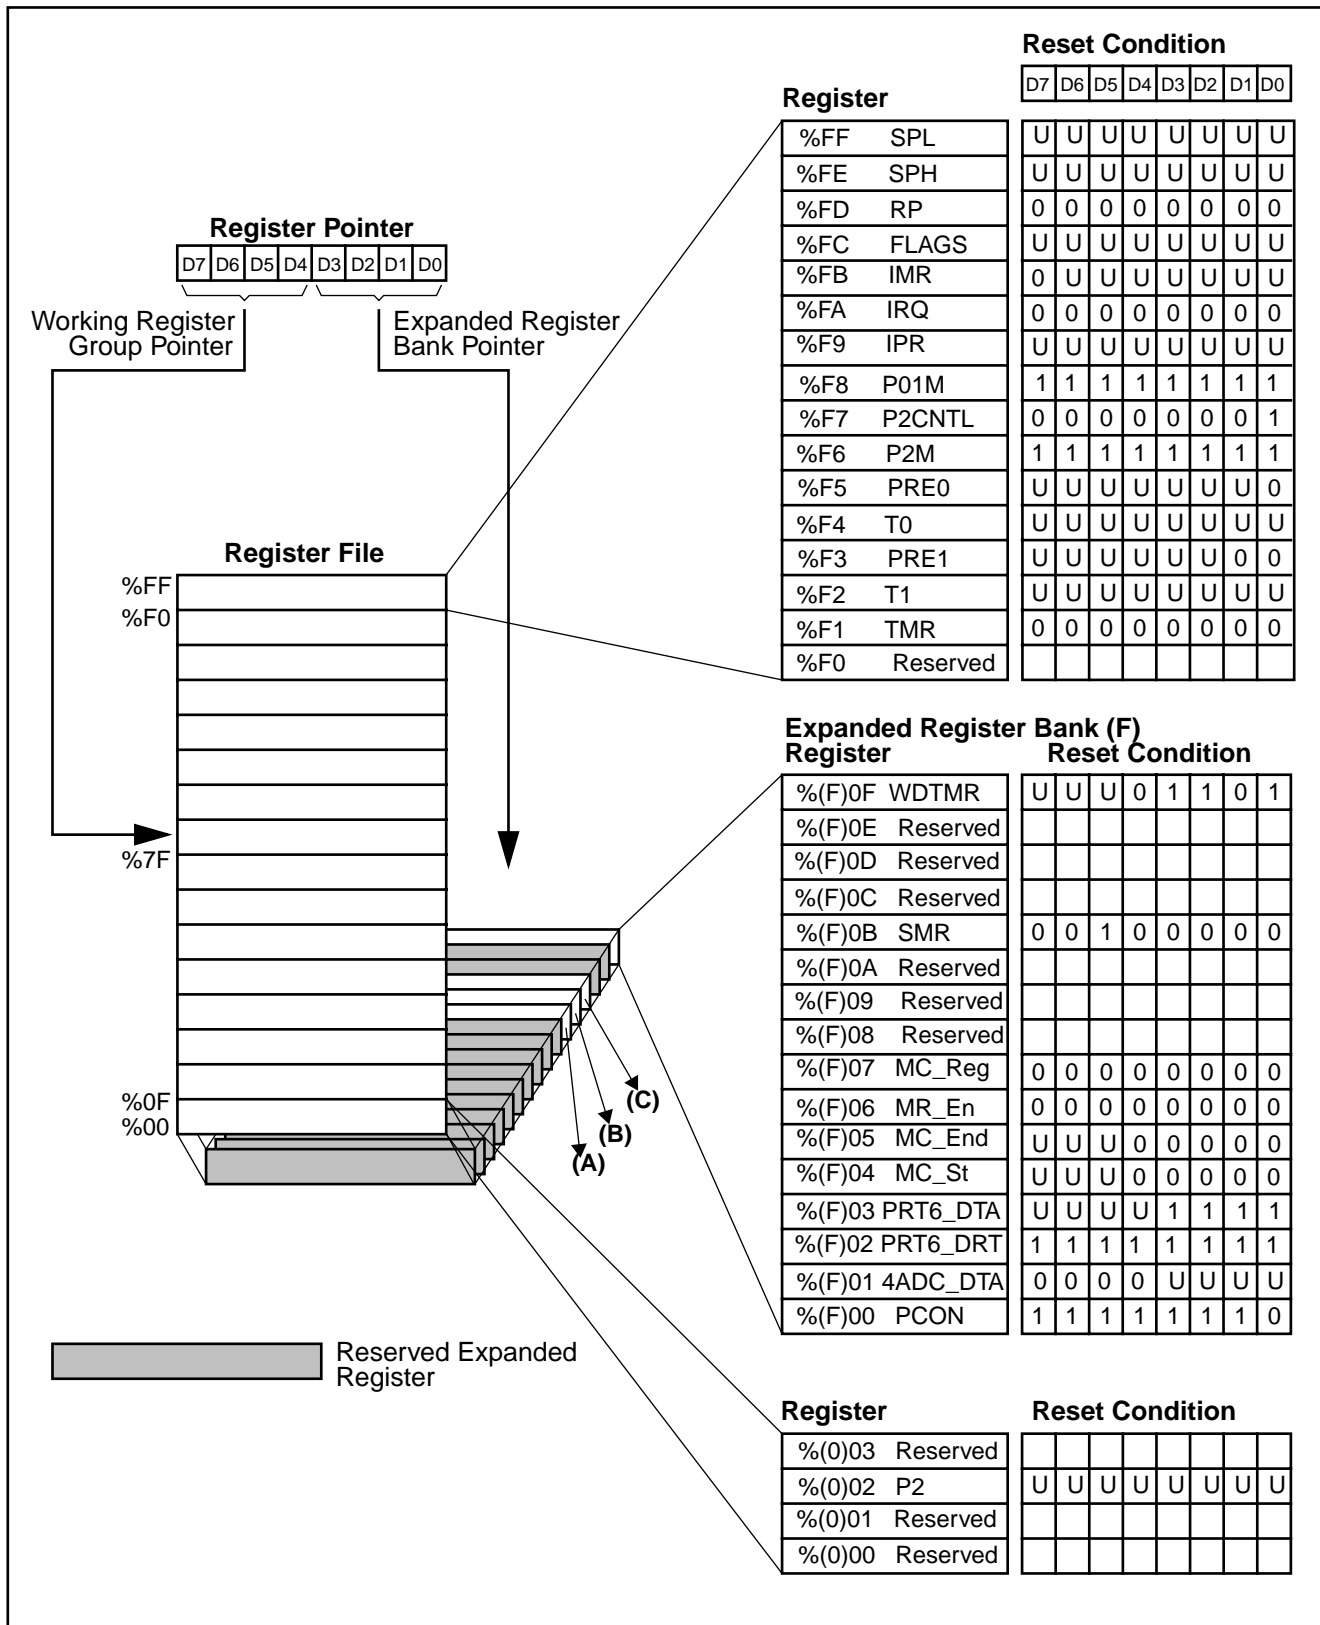 Reset Condition
D7 D6 D5 D4 D3 D2 D1 D0
Register
%FF SPL U U U U U U U U
%FE SPH U U U U U U U U
%FD RP 0 0 0 0 0 0 0 0
%FC FLAGS U U U U U U U U
%FB IMR 0 U U U U U U U
%FA IRQ 0 0 0 0 0 0 0 0
%F9 IPR U U U U U U U U
%F8 P01M 1 1 1 1 1 1 1 1
%F7 P2CNTL 0 0 0 0 0 0 0 1
%F6 P2M 1 1 1 1 1 1 1 1
%F5 PRE0 U U U U U U U 0
%F4 T0 U U U U U U U U
%F3 PRE1 U U U U U U 0 0
%F2 T1 U U U U U U U U
%F1 TMR 0 0 0 0 0 0 0 0
%F0 Reserved
Register Pointer
D7 D6 D5 D4 D3 D2 D1 D0
Working Register
Group Pointer
Expanded Register
Bank Pointer
Register File
%FF
%F0
%7F
%0F
%00
(C)
(B)
(A)
Expanded Register Bank (F)
Register Reset Condition
%(F)0F WDTMR U U U 0 1 1 0 1
%(F)0E Reserved
%(F)0D Reserved
%(F)0C Reserved
%(F)0B SMR 0 0 1 0 0 0 0 0
%(F)0A Reserved
%(F)09 Reserved
%(F)08 Reserved
%(F)07 MC_Reg 0 0 0 0 0 0 0 0
%(F)06 MR_En 0 0 0 0 0 0 0 0
%(F)05 MC_End U U U 0 0 0 0 0
%(F)04 MC_St U U U 0 0 0 0 0
%(F)03 PRT6_DTA U U U U 1 1 1 1
%(F)02 PRT6_DRT 1 1 1 1 1 1 1 1
%(F)01 4ADC_DTA 0 0 0 0 U U U U
%(F)00 PCON 1 1 1 1 1 1 1 0
Reserved Expanded
Register
Register Reset Condition
%(0)03 Reserved
%(0)02 P2 U U U U U U U U
%(0)01 Reserved
%(0)00 Reserved